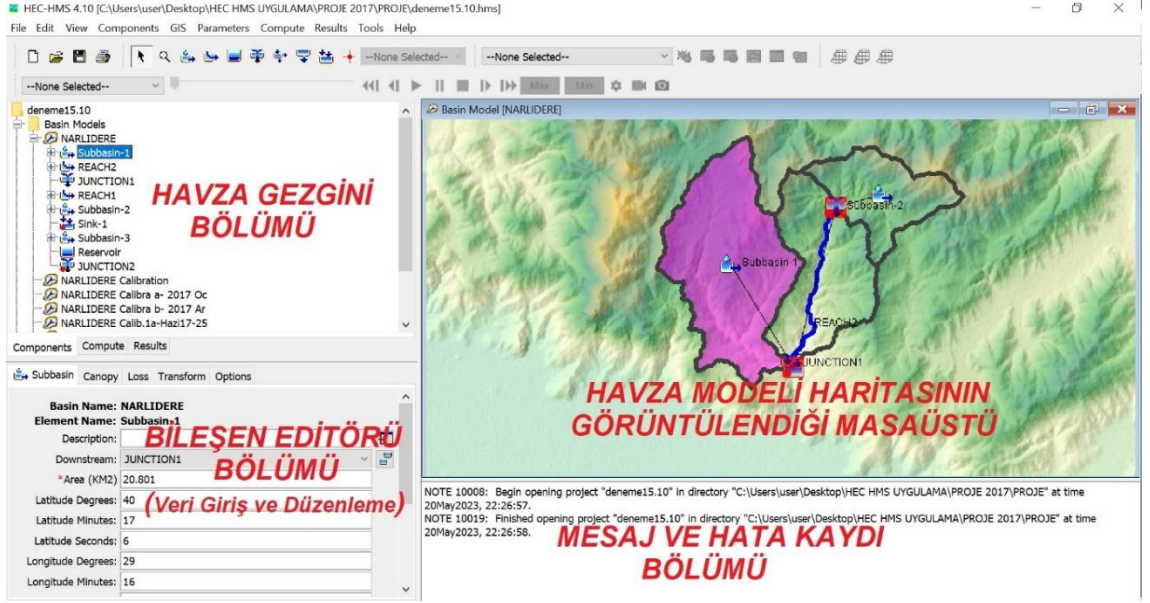 HEC-HMS 4.10 [C:\Users\user\Desktop\HEC HMS UYGULAMA\PROJE 2017\PROJE\deneme15.10.hms]
File Edit View Components GIS Parameters Compute Results Tools Help
--None Selected-- --None Selected--
--None Selected-- Max Min
deneme15.10
Basin Models
NARLIDERE
Subbasin-1
REACH2
JUNCTION1
REACH1
Subbasin-2
Sink-1
Subbasin-3
Reservoir
JUNCTION2
NARLIDERE Calibration
NARLIDERE Calibra a- 2017 Oc
NARLIDERE Calibra b- 2017 Ar
NARLIDERE Calib.1a-Hazi17-25
HAVZA GEZGİNİ
BÖLÜMÜ
Components Compute Results
Subbasin Canopy Loss Transform Options
Basin Name: NARLIDERE
Element Name: Subbasin-1
Description:
Downstream: JUNCTION1
*Area (KM2) 20.801
Latitude Degrees: 40
Latitude Minutes: 17
Latitude Seconds: 6
Longitude Degrees: 29
Longitude Minutes: 16
BİLEŞEN EDİTÖRÜ
BÖLÜMÜ
(Veri Giriş ve Düzenleme)
Basin Model [NARLIDERE]
Subbasin-2
Subbasin-1
REACH2
JUNCTION1
HAVZA MODELİ HARİTASININ
GÖRÜNTÜLENDİĞİ MASAÜSTÜ
NOTE 10008: Begin opening project "deneme15.10" in directory "C:\Users\user\Desktop\HEC HMS UYGULAMA\PROJE 2017\PROJE" at time
20May2023, 22:26:57.
NOTE 10019: Finished opening project "deneme15.10" in directory "C:\Users\user\Desktop\HEC HMS UYGULAMA\PROJE 2017\PROJE" at time
20May2023, 22:26:58.
MESAJ VE HATA KAYDI
BÖLÜMÜ